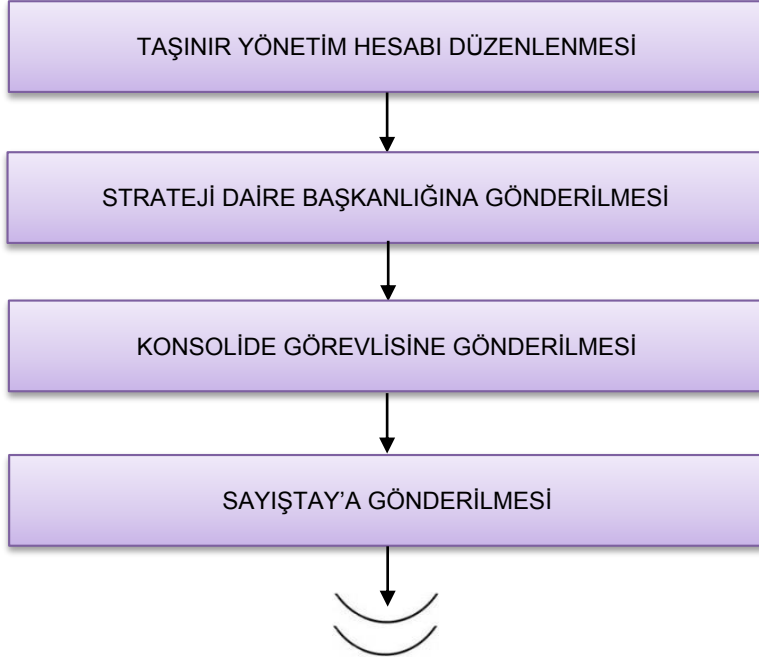 TAŞINIR YÖNETİM HESABI DÜZENLENMESİ
STRATEJİ DAİRE BAŞKANLIĞINA GÖNDERİLMESİ
KONSOLİDE GÖREVLİSİNE GÖNDERİLMESİ
SAYIŞTAY’A GÖNDERİLMESİ